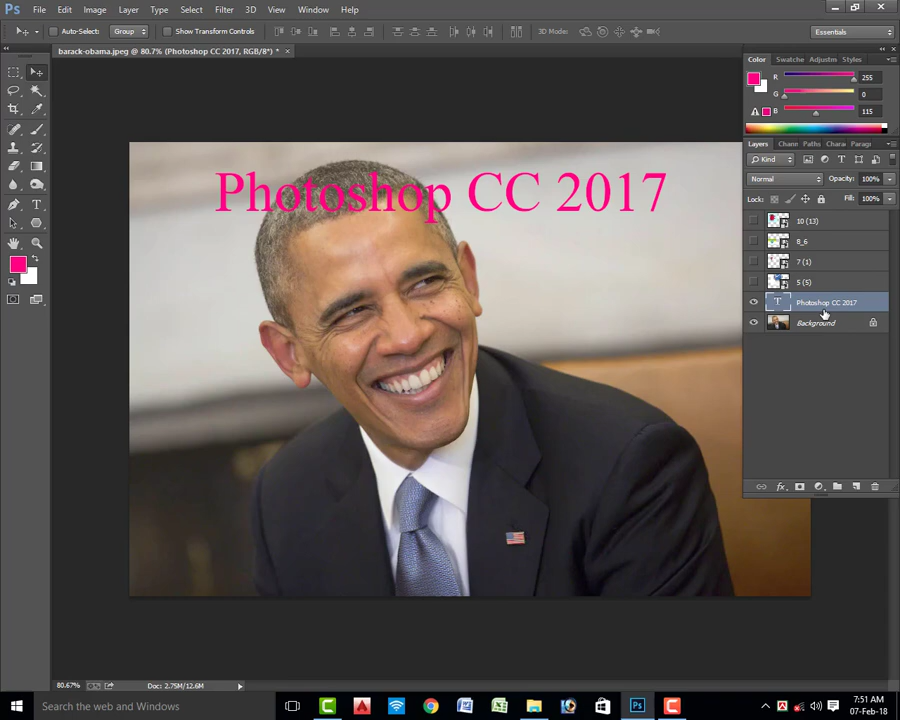 Ps File Edit Image Layer Type Select Filter 3D View Window Help
Auto-Select: Group Show Transform Controls 3D Mode: Essentials
barack-obama.jpeg @ 80.7% (Photoshop CC 2017, RGB/8*) * ×
Color Swatche Adjustm Styles
R 255
G 0
B 115
Layers Chann Paths Chara Paragr
Kind
Normal Opacity: 100%
Lock: Fill: 100%
10 (13)
8_6
7 (1)
5 (5)
T Photoshop CC 2017
Background
fx
Photoshop CC 2017
80.67% Doc: 2.75M/12.6M
Search the web and Windows
Ps
7:51 AM
07-Feb-18